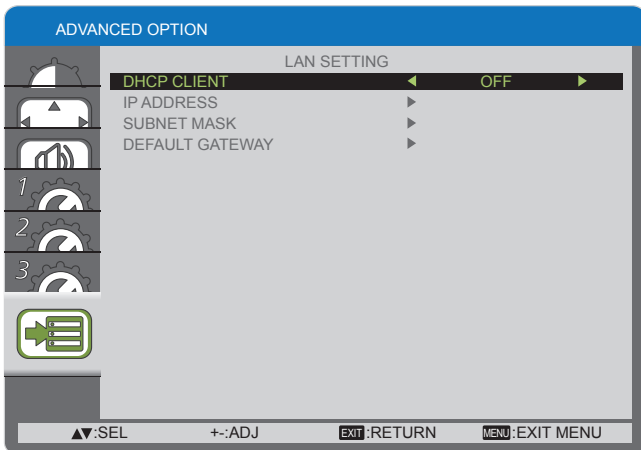 ADVANCED OPTION
LAN SETTING
DHCP CLIENT OFF
IP ADDRESS
SUBNET MASK
DEFAULT GATEWAY
1
2
3
▲▼:SEL +-:ADJ EXIT:RETURN MENU:EXIT MENU